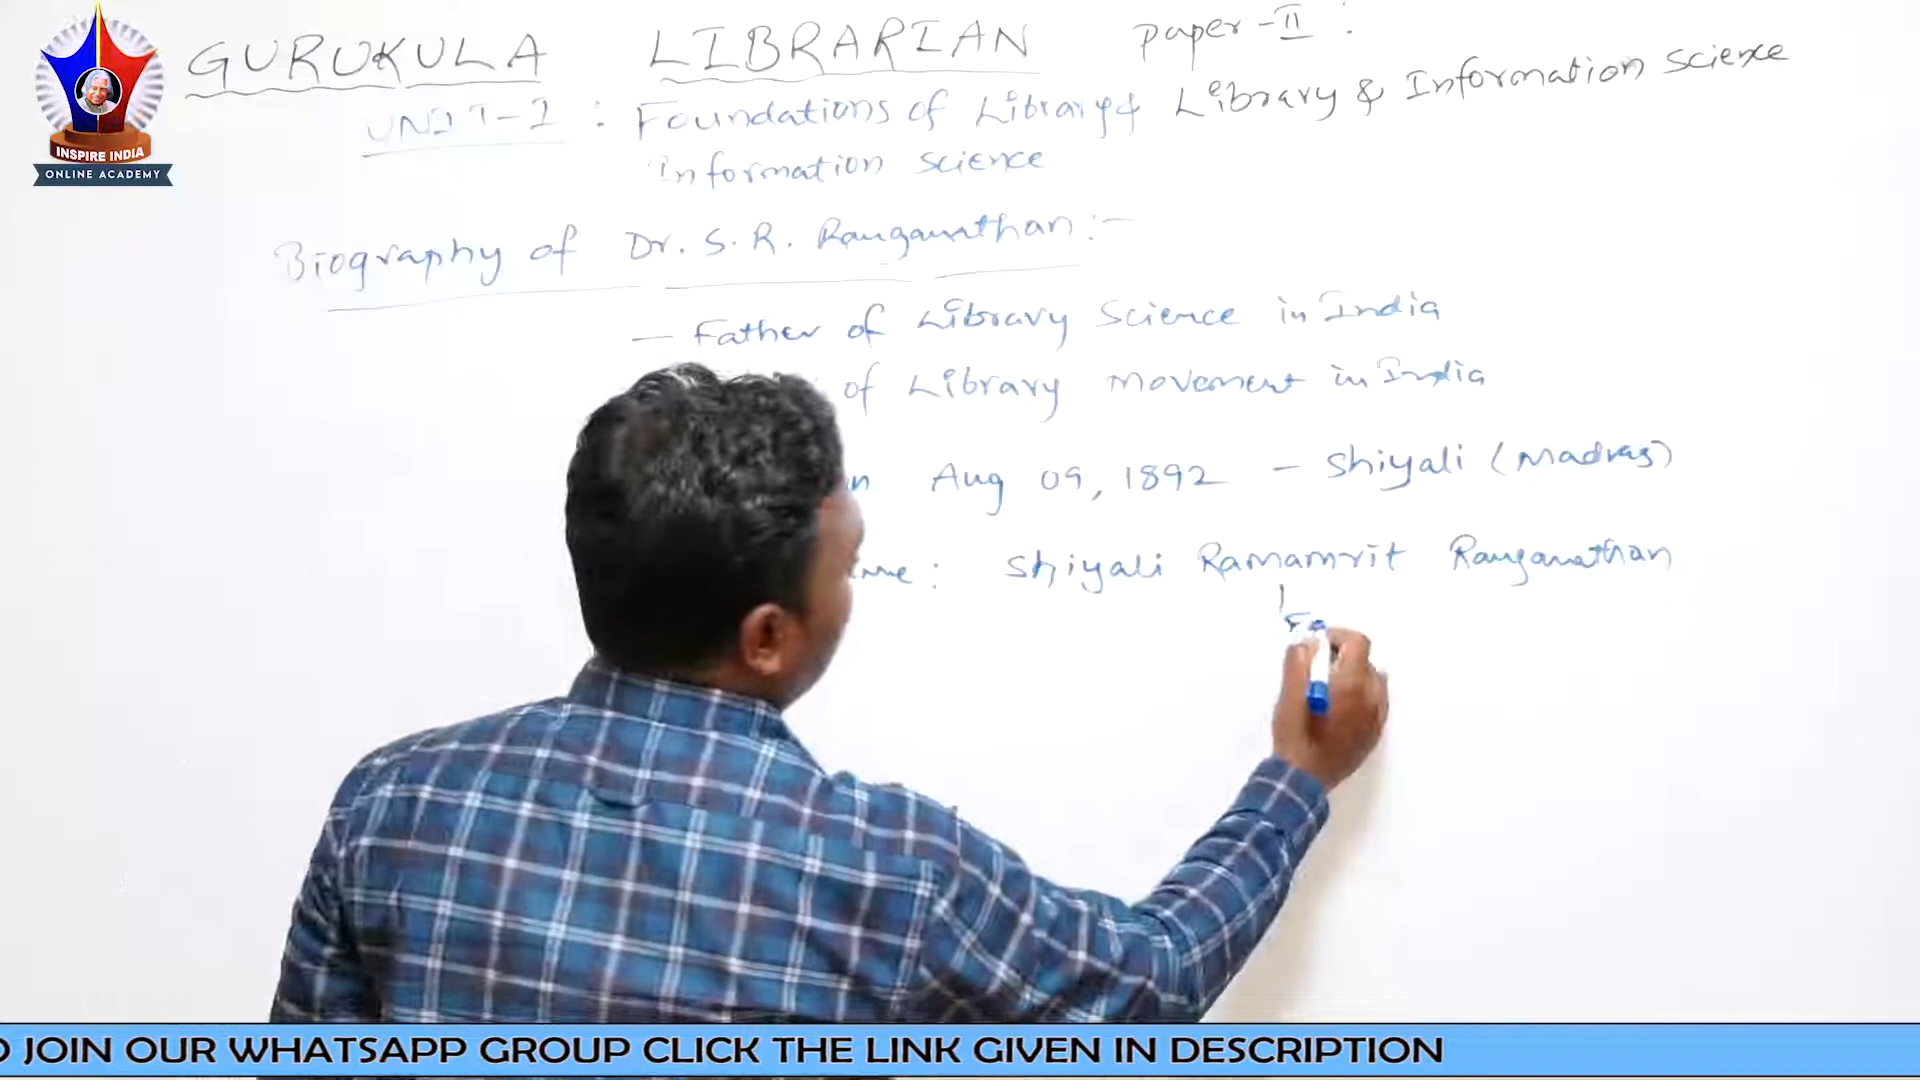 INSPIRE INDIA
ONLINE ACADEMY
GURUKULA LIBRARIAN Paper-II :
Library & Information Science
UNIT-I : Foundations of Library &
Information Science
Biography of Dr. S. R. Ranganathan :-
— Father of Library Science in India
of Library Movement in India
Aug 09, 1892 - Shiyali (Madras)
: Shiyali Ramamrit Ranganathan
JOIN OUR WHATSAPP GROUP CLICK THE LINK GIVEN IN DESCRIPTION